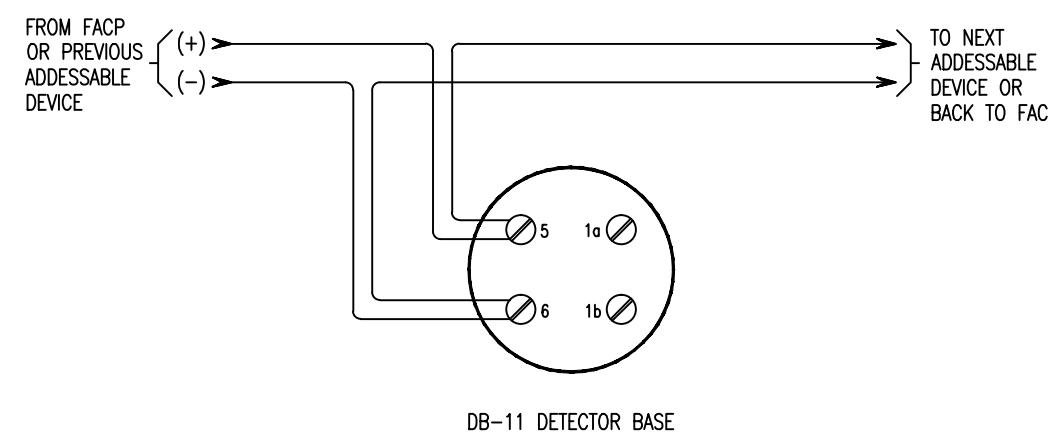 FROM FACP
OR PREVIOUS
ADDESSABLE
DEVICE
(+)
(−)
TO NEXT
ADDESSABLE
DEVICE OR
BACK TO FAC
5
1a
6
1b
DB−11 DETECTOR BASE